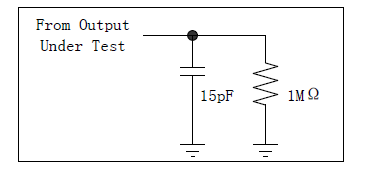 From Output
Under Test
15pF
1MΩ